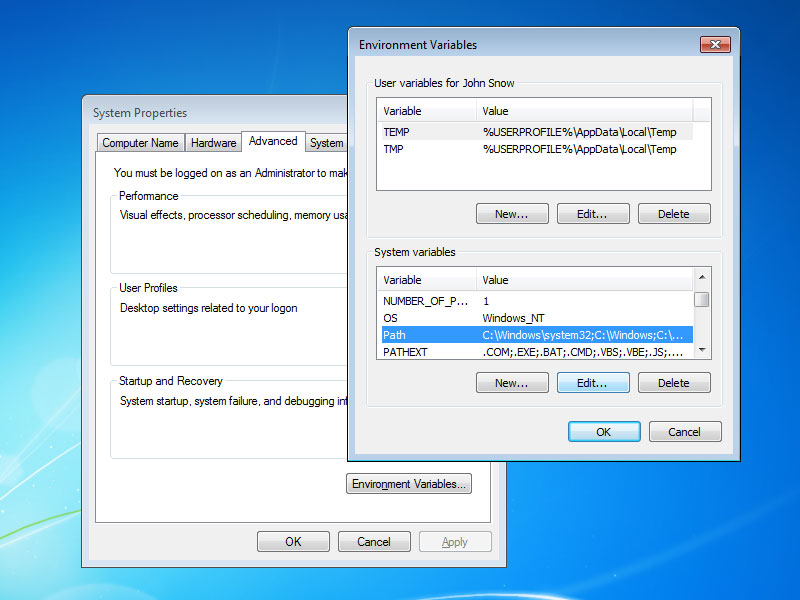 Environment Variables
User variables for John Snow
Variable Value
TEMP %USERPROFILE%\AppData\Local\Temp
TMP %USERPROFILE%\AppData\Local\Temp
New... Edit... Delete
System variables
Variable Value
NUMBER_OF_P... 1
OS Windows_NT
Path C:\Windows\system32;C:\Windows;C:\...
PATHEXT .COM;.EXE;.BAT;.CMD;.VBS;.VBE;.JS;....
New... Edit... Delete
OK Cancel
System Properties
Computer Name Hardware Advanced System
You must be logged on as an Administrator to mak
Performance
Visual effects, processor scheduling, memory usa
User Profiles
Desktop settings related to your logon
Startup and Recovery
System startup, system failure, and debugging inf
Environment Variables...
OK Cancel Apply